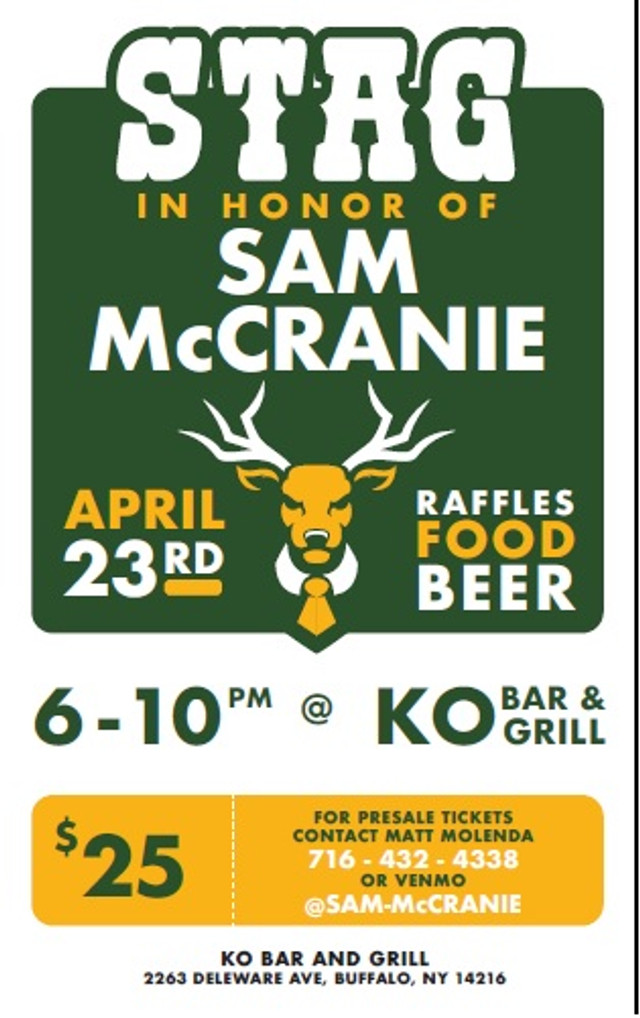 STAG
IN HONOR OF
SAM
McCRANIE
APRIL
23RD
RAFFLES
FOOD
BEER
6-10PM @ KO BAR &
GRILL
$25
FOR PRESALE TICKETS
CONTACT MATT MOLENDA
716 - 432 - 4338
OR VENMO
@SAM-McCRANIE
KO BAR AND GRILL
2263 DELEWARE AVE, BUFFALO, NY 14216